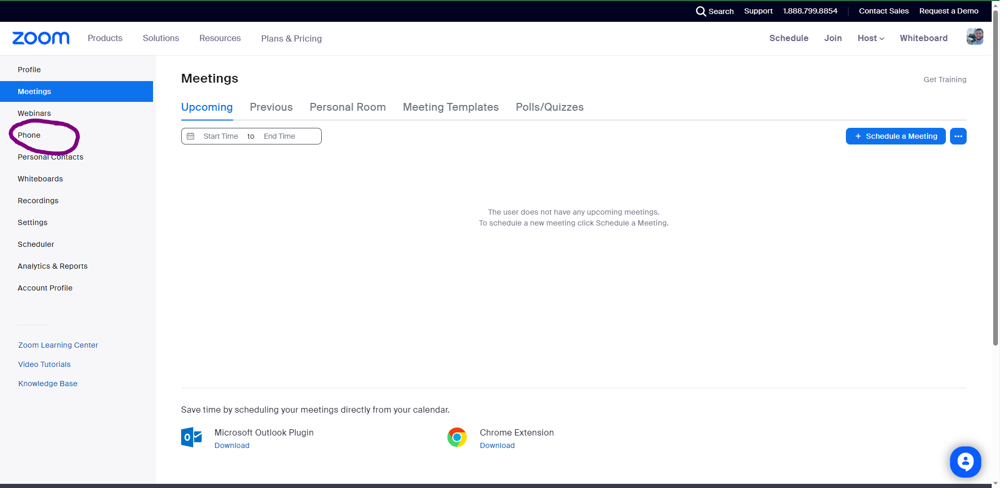 Search Support 1.888.799.8854 Contact Sales Request a Demo
zoom Products Solutions Resources Plans & Pricing Schedule Join Host Whiteboard
Profile
Meetings
Webinars
Phone
Personal Contacts
Whiteboards
Recordings
Settings
Scheduler
Analytics & Reports
Account Profile
Zoom Learning Center
Video Tutorials
Knowledge Base
Meetings
Get Training
Upcoming Previous Personal Room Meeting Templates Polls/Quizzes
Start Time to End Time
+ Schedule a Meeting
The user does not have any upcoming meetings.
To schedule a new meeting click Schedule a Meeting.
Save time by scheduling your meetings directly from your calendar.
Microsoft Outlook Plugin
Download
Chrome Extension
Download